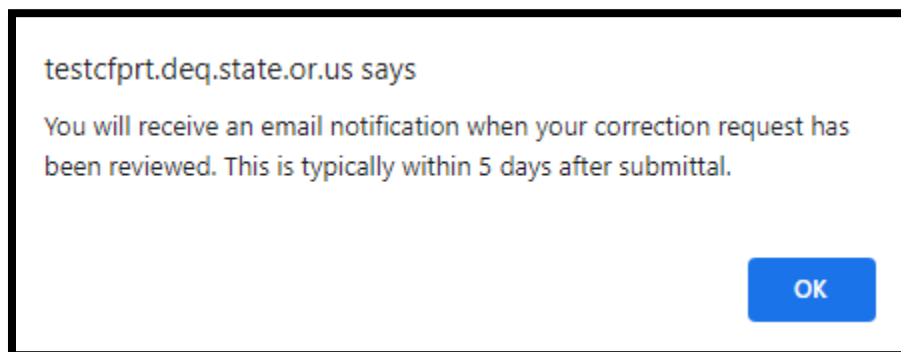 testcfprt.deq.state.or.us says
You will receive an email notification when your correction request has
been reviewed. This is typically within 5 days after submittal.
OK